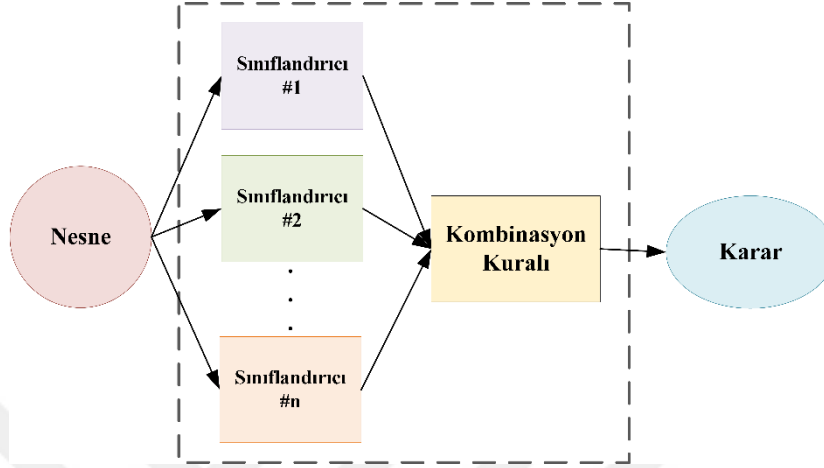 Sınıflandırıcı
#1
Nesne
Sınıflandırıcı
#2
Sınıflandırıcı
#n
Kombinasyon
Kuralı
Karar